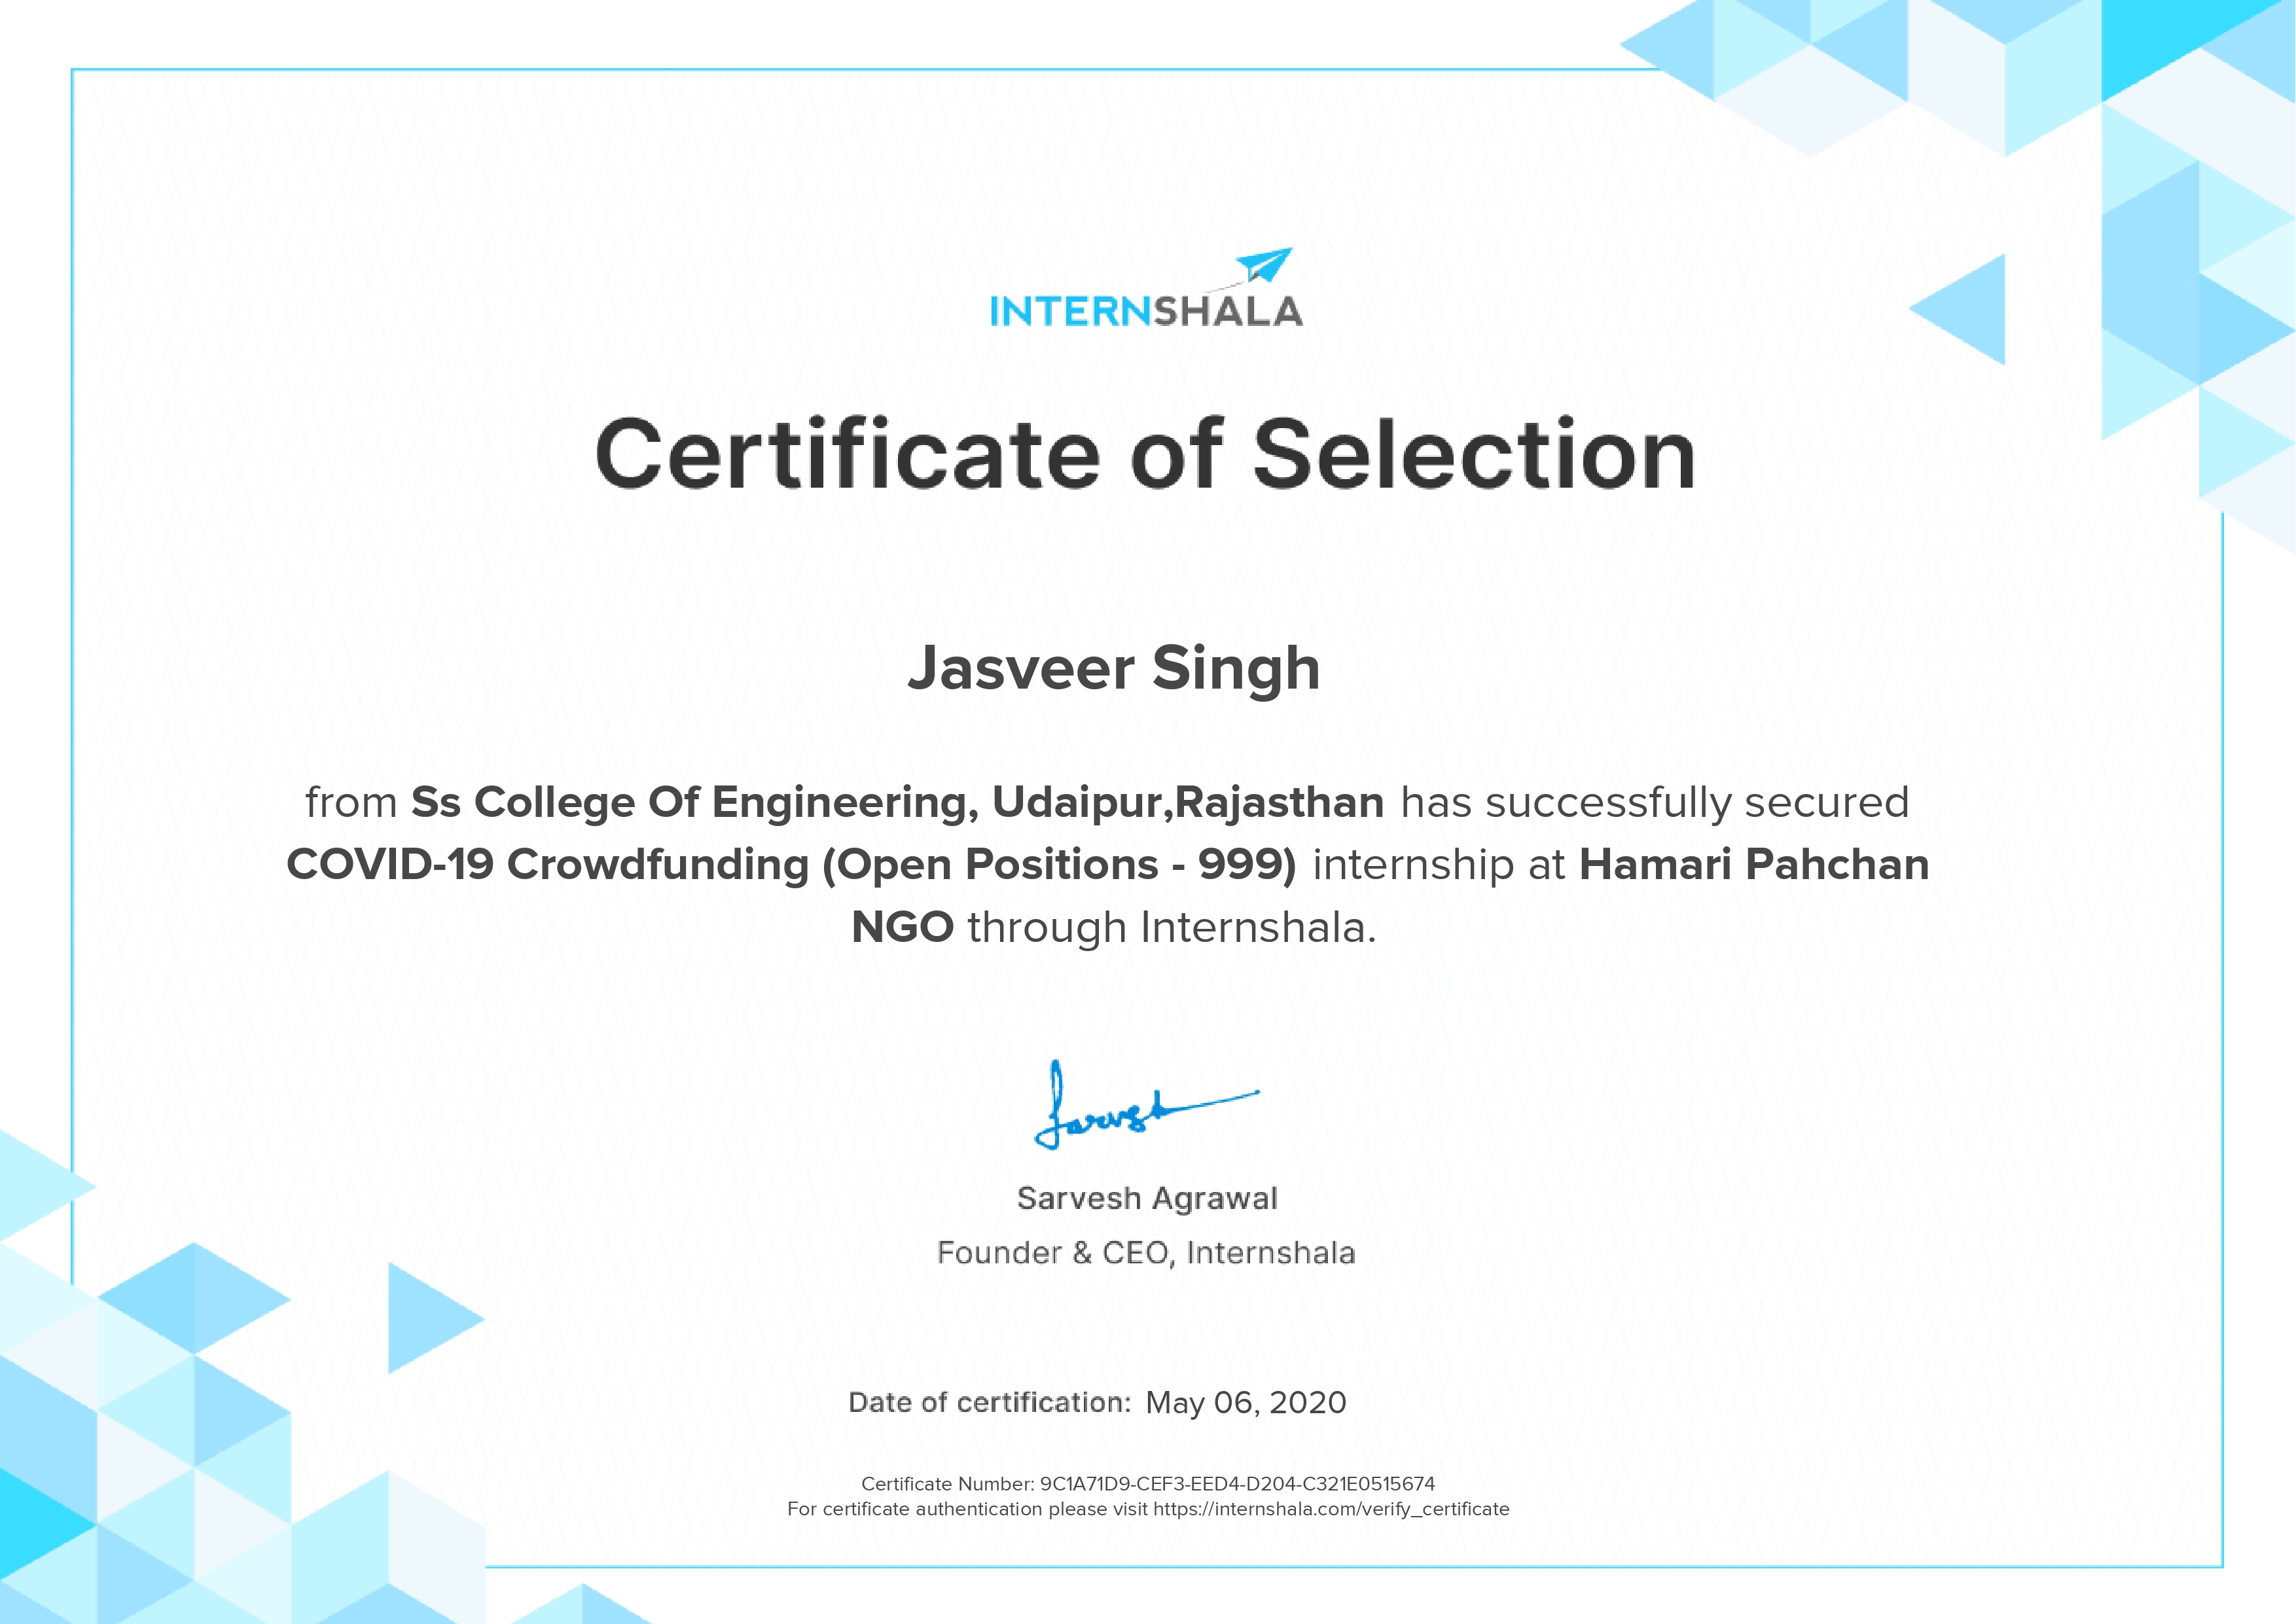 INTERNSHALA
Certificate of Selection
Jasveer Singh
from Ss College Of Engineering, Udaipur,Rajasthan has successfully secured
COVID-19 Crowdfunding (Open Positions - 999) internship at Hamari Pahchan
NGO through Internshala.
Sarvesh
Sarvesh Agrawal
Founder & CEO, Internshala
Date of certification: May 06, 2020
Certificate Number: 9C1A71D9-CEF3-EED4-D204-C321E0515674
For certificate authentication please visit https://internshala.com/verify_certificate